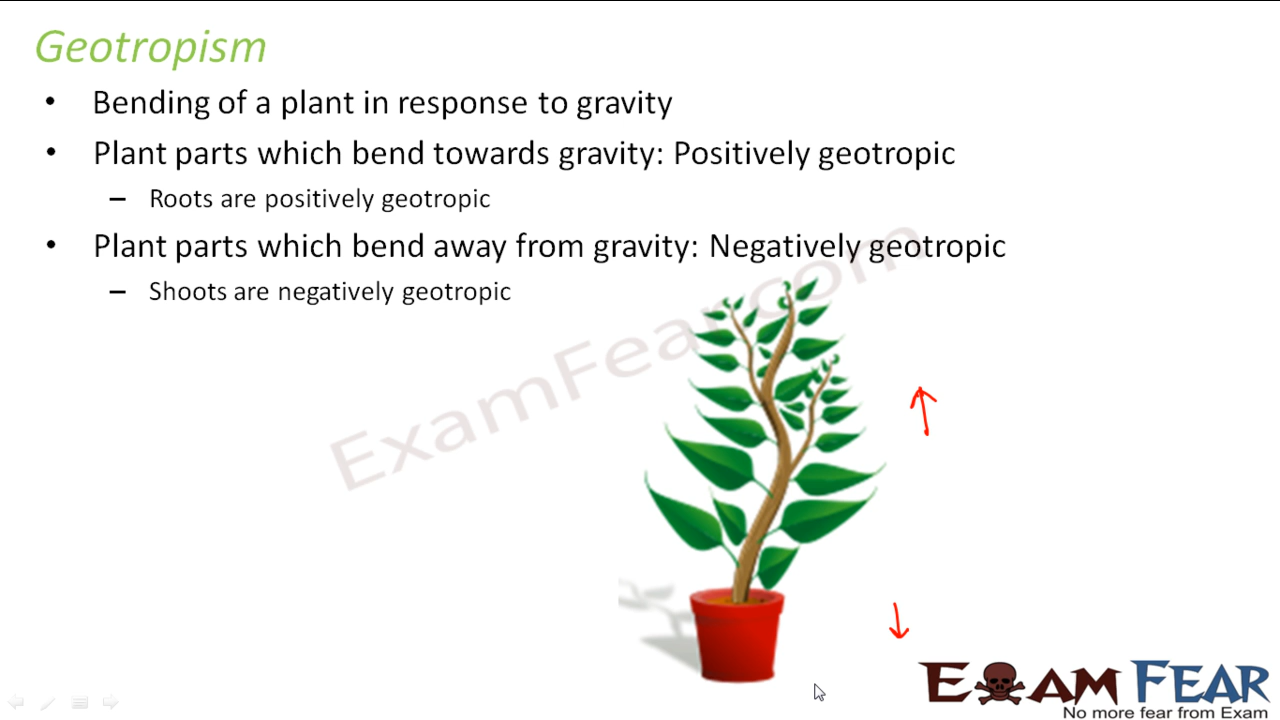 Geotropism
• Bending of a plant in response to gravity
• Plant parts which bend towards gravity: Positively geotropic
– Roots are positively geotropic
• Plant parts which bend away from gravity: Negatively geotropic
– Shoots are negatively geotropic
ExamFear.com
EXAM FEAR
No more fear from Exam